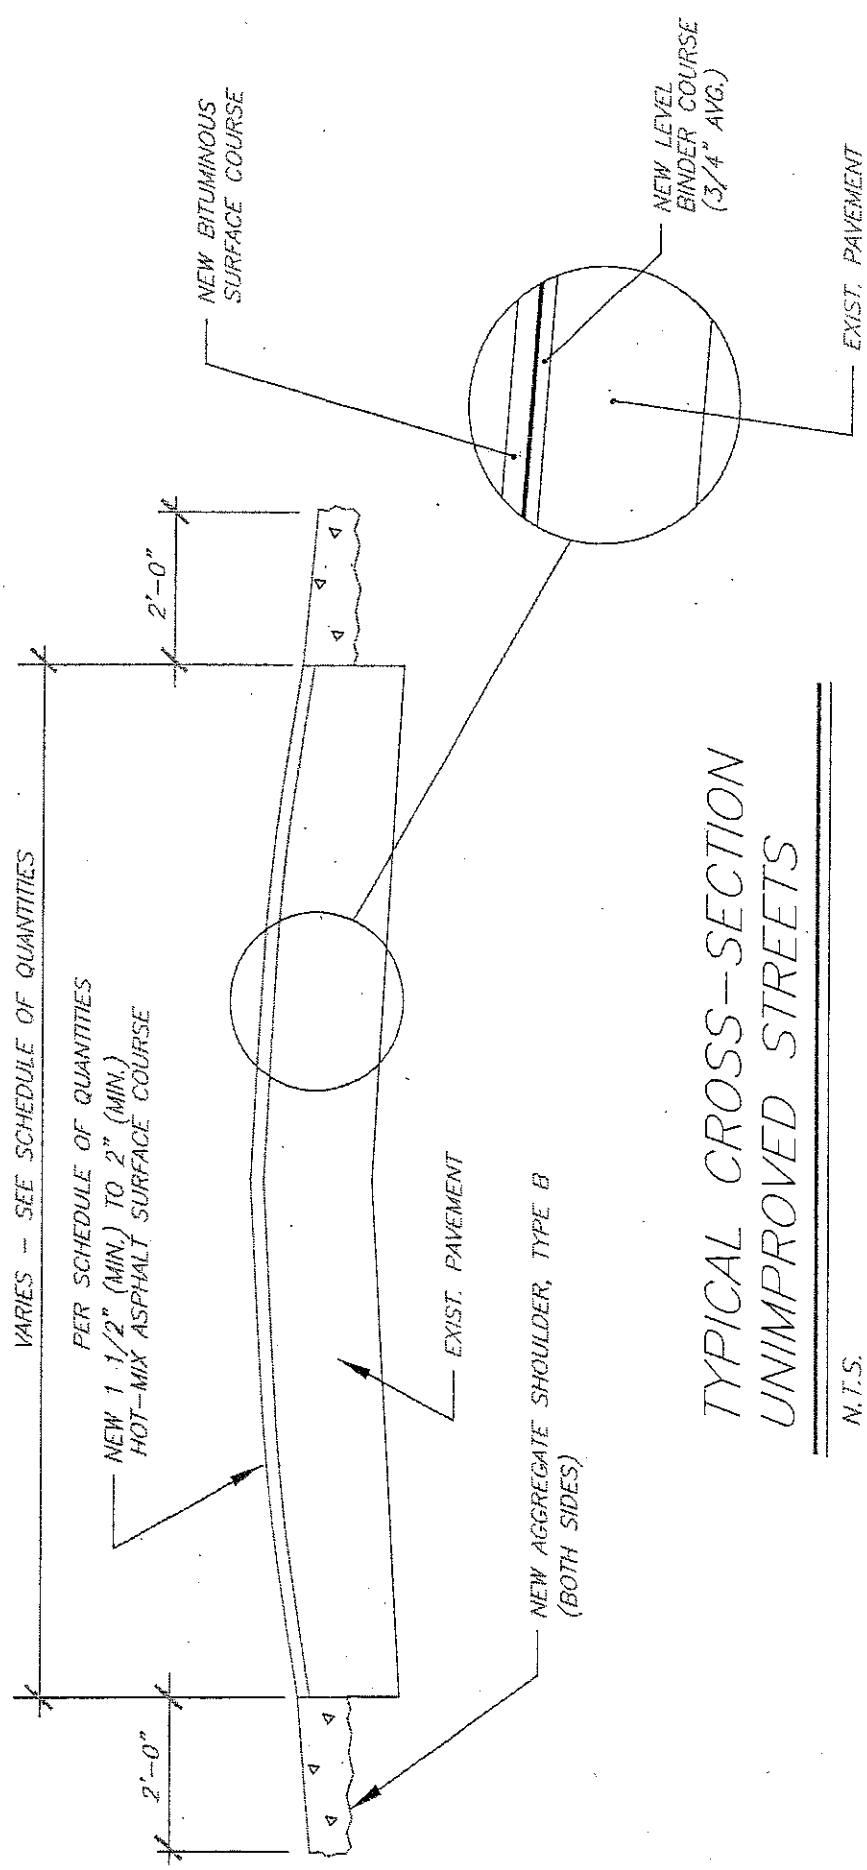 VARIES - SEE SCHEDULE OF QUANTITIES
2'-0"
2'-0"
PER SCHEDULE OF QUANTITIES
NEW 1 1/2" (MIN.) TO 2" (MIN.)
HOT-MIX ASPHALT SURFACE COURSE
NEW BITUMINOUS
SURFACE COURSE
EXIST. PAVEMENT
NEW AGGREGATE SHOULDER, TYPE B
(BOTH SIDES)
NEW LEVEL
BINDER COURSE
(3/4" AVG.)
EXIST. PAVEMENT
TYPICAL CROSS-SECTION
UNIMPROVED STREETS
N.T.S.